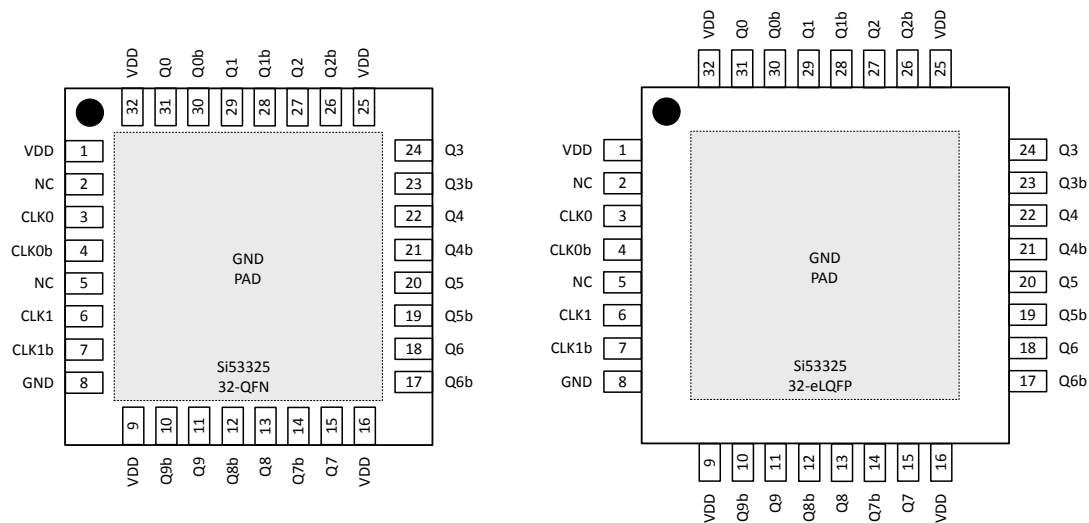 VDD Q0 Q0b Q1 Q1b Q2 Q2b VDD
32 31 30 29 28 27 26 25
VDD 1 24 Q3
NC 2 23 Q3b
CLK0 3 22 Q4
CLK0b 4 21 Q4b
NC 5 20 Q5
CLK1 6 19 Q5b
CLK1b 7 18 Q6
GND 8 17 Q6b
GND
PAD
Si53325
32-QFN
9 10 11 12 13 14 15 16
VDD Q9b Q9 Q8b Q8 Q7b Q7 VDD
VDD Q0 Q0b Q1 Q1b Q2 Q2b VDD
32 31 30 29 28 27 26 25
VDD 1 24 Q3
NC 2 23 Q3b
CLK0 3 22 Q4
CLK0b 4 21 Q4b
NC 5 20 Q5
CLK1 6 19 Q5b
CLK1b 7 18 Q6
GND 8 17 Q6b
GND
PAD
Si53325
32-eLQFP
9 10 11 12 13 14 15 16
VDD Q9b Q9 Q8b Q8 Q7b Q7 VDD